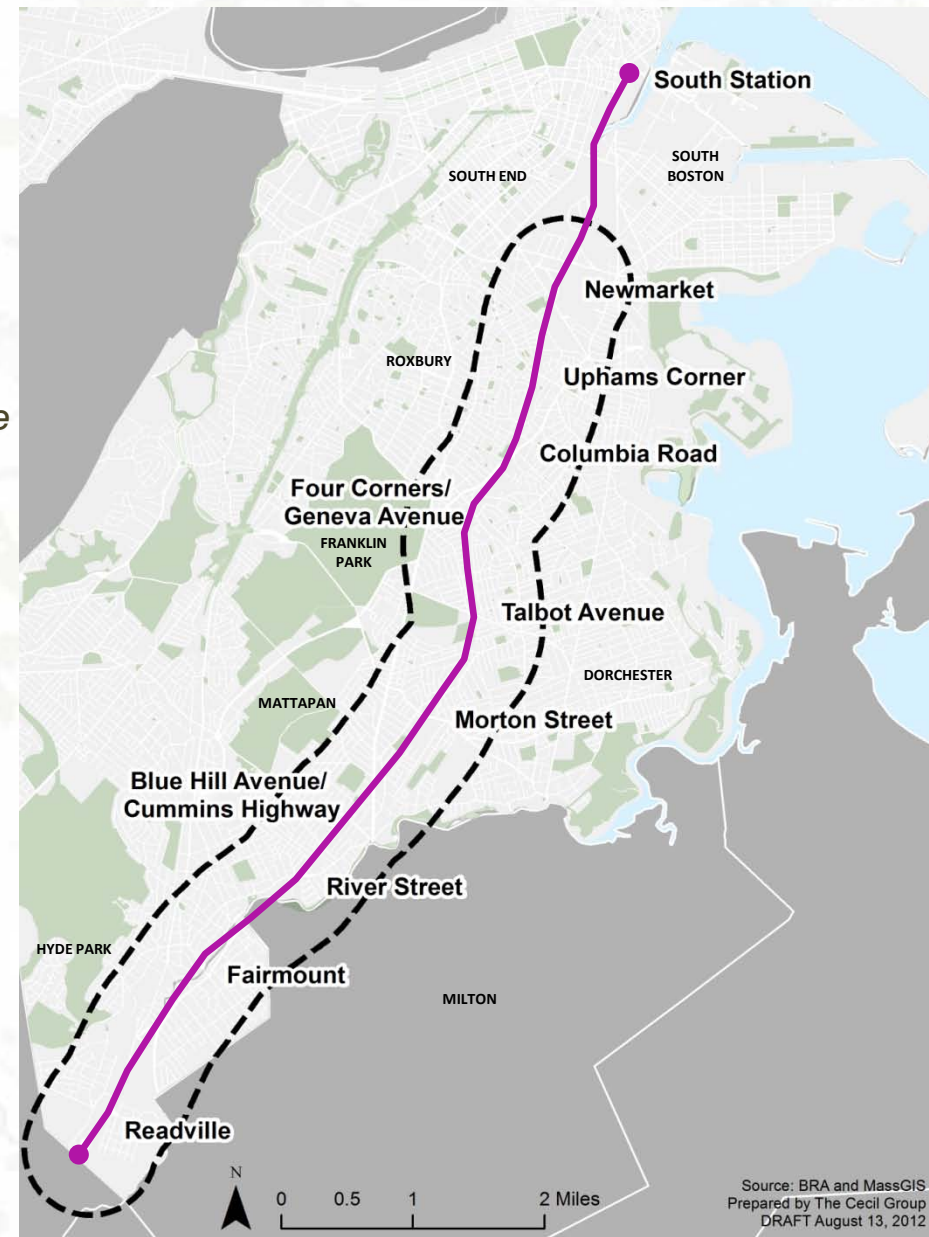 South Station
SOUTH
BOSTON
SOUTH END
Newmarket
ROXBURY
Uphams Corner
e
Columbia Road
Four Corners/
Geneva Avenue
FRANKLIN
PARK
Talbot Avenue
DORCHESTER
MATTAPAN
Morton Street
Blue Hill Avenue/
Cummins Highway
River Street
HYDE PARK
Fairmount
MILTON
Readville
N
0 0.5 1 2 Miles
Source: BRA and MassGIS
Prepared by The Cecil Group
DRAFT August 13, 2012